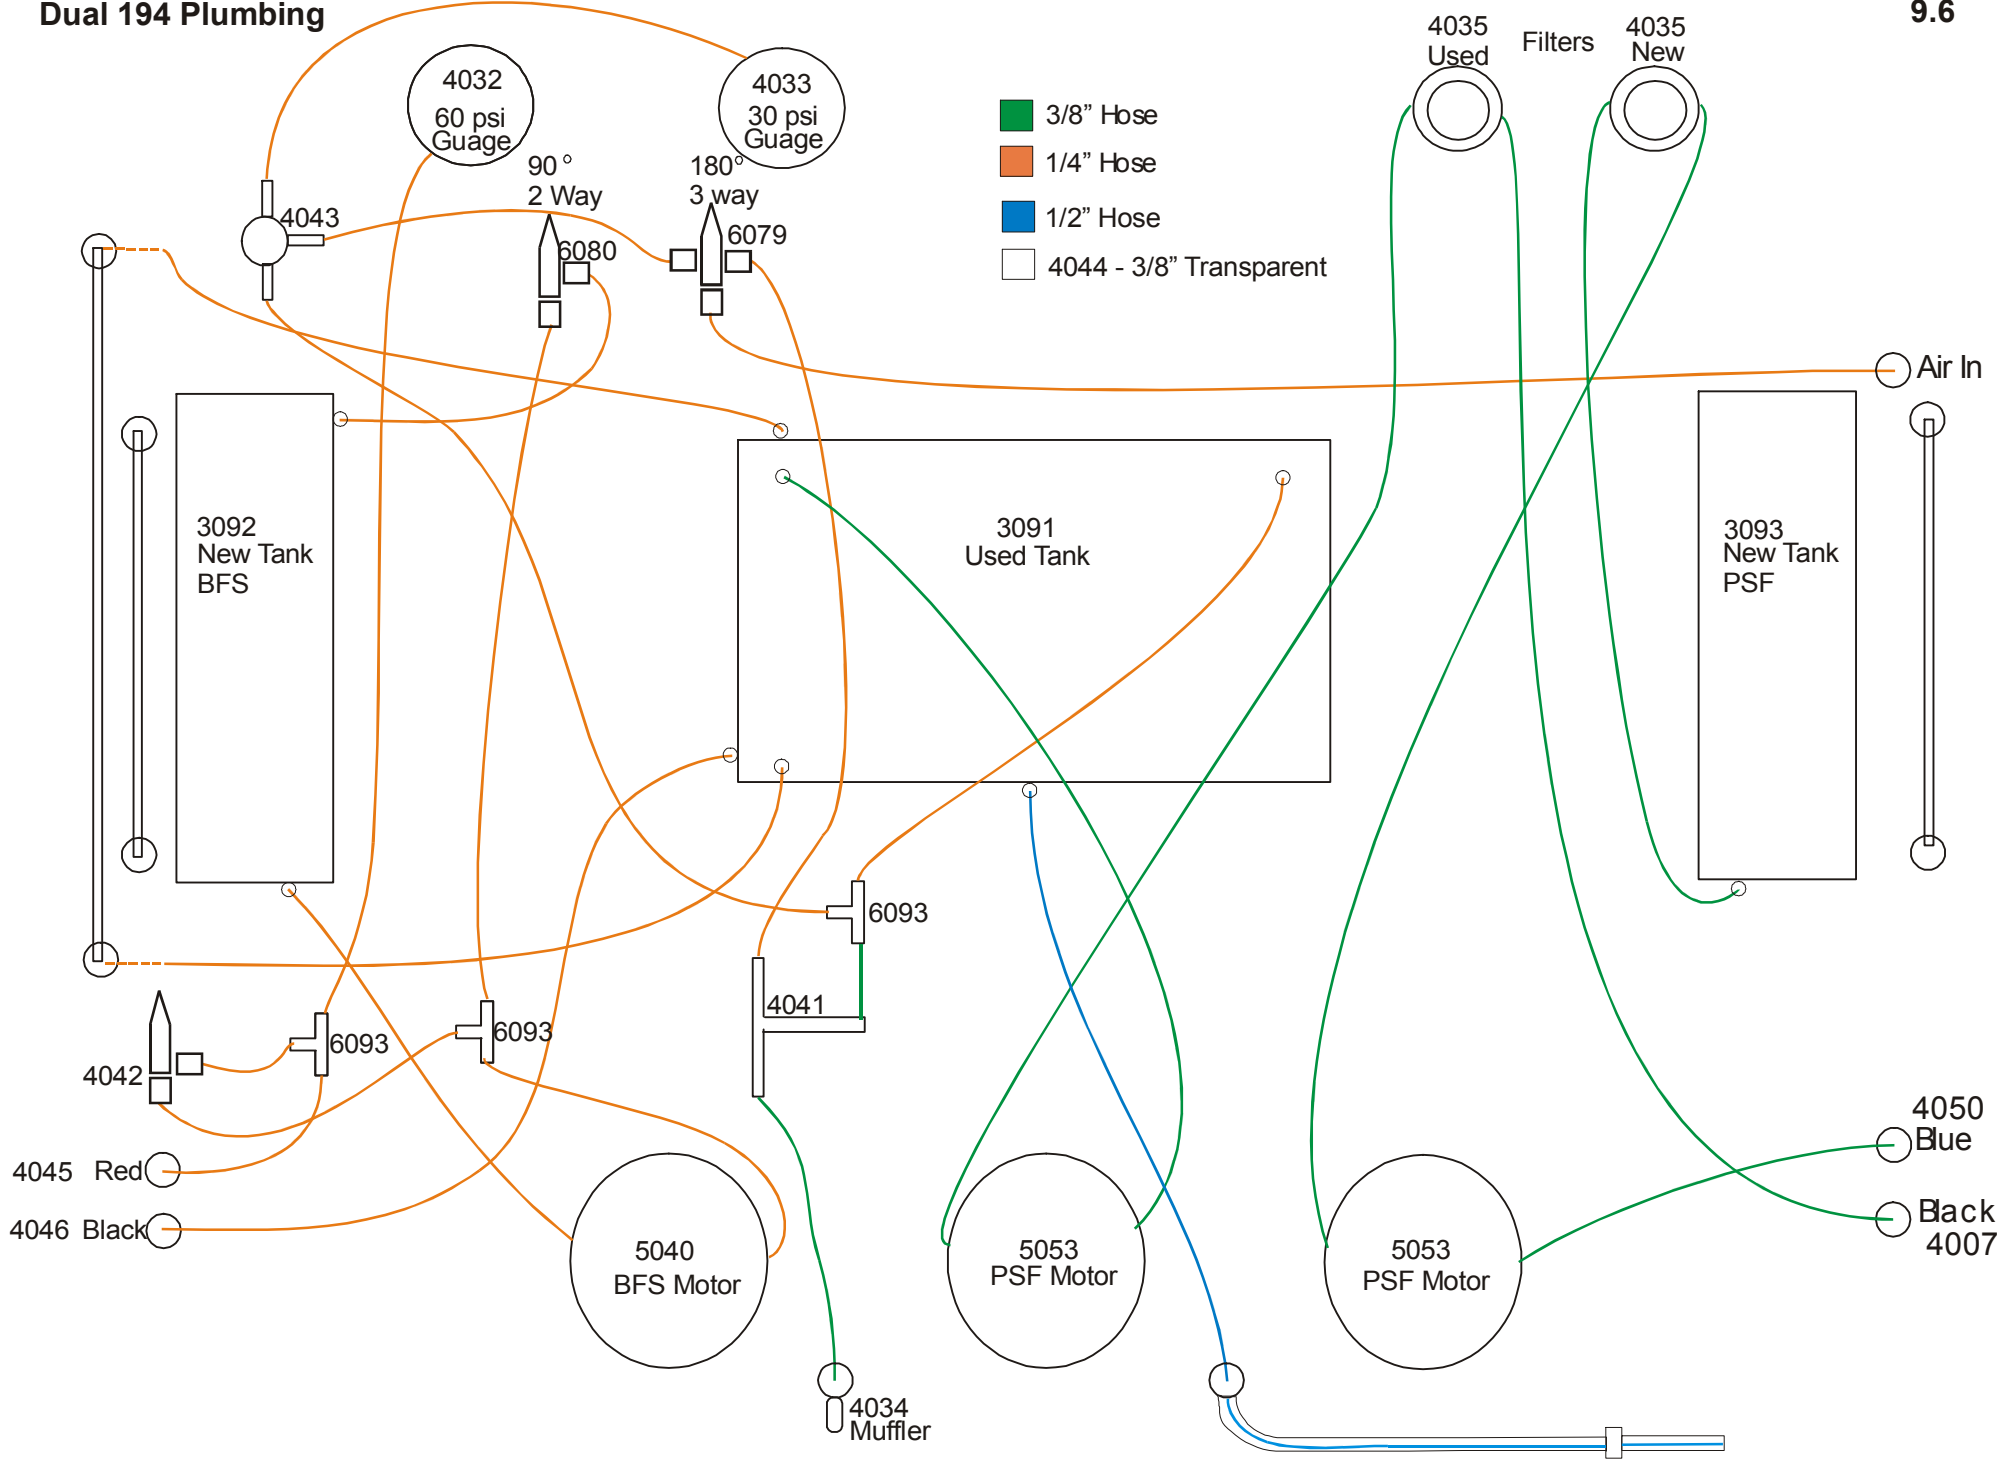 Dual 194 Plumbing
9.6
4032
60 psi
Guage
4033
30 psi
Guage
4035
Used
Filters
4035
New
3/8” Hose
1/4” Hose
1/2” Hose
4044 - 3/8” Transparent
90°
2 Way
180°
3 way
4043
6080
6079
Air In
3092
New Tank
BFS
3091
Used Tank
3093
New Tank
PSF
6093
4041
6093
6093
4042
4045 Red
4046 Black
4050
Blue
Black
4007
5040
BFS Motor
5053
PSF Motor
5053
PSF Motor
4034
Muffler